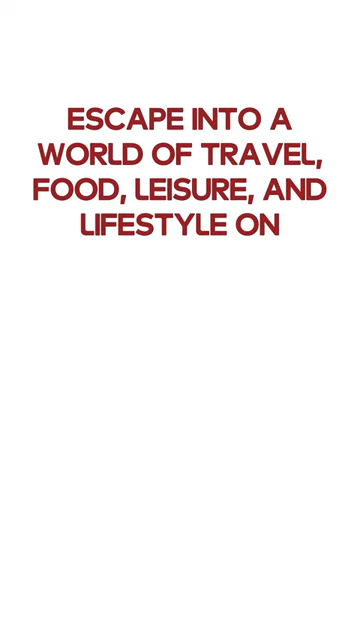 ESCAPE INTO A
WORLD OF TRAVEL,
FOOD, LEISURE, AND
LIFESTYLE ON